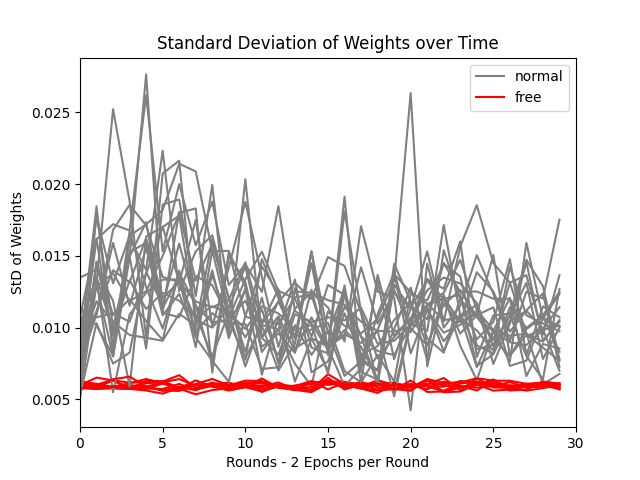 Standard Deviation of Weights over Time
normal
free
StD of Weights
0.025
0.020
0.015
0.010
0.005
0 5 10 15 20 25 30
Rounds - 2 Epochs per Round